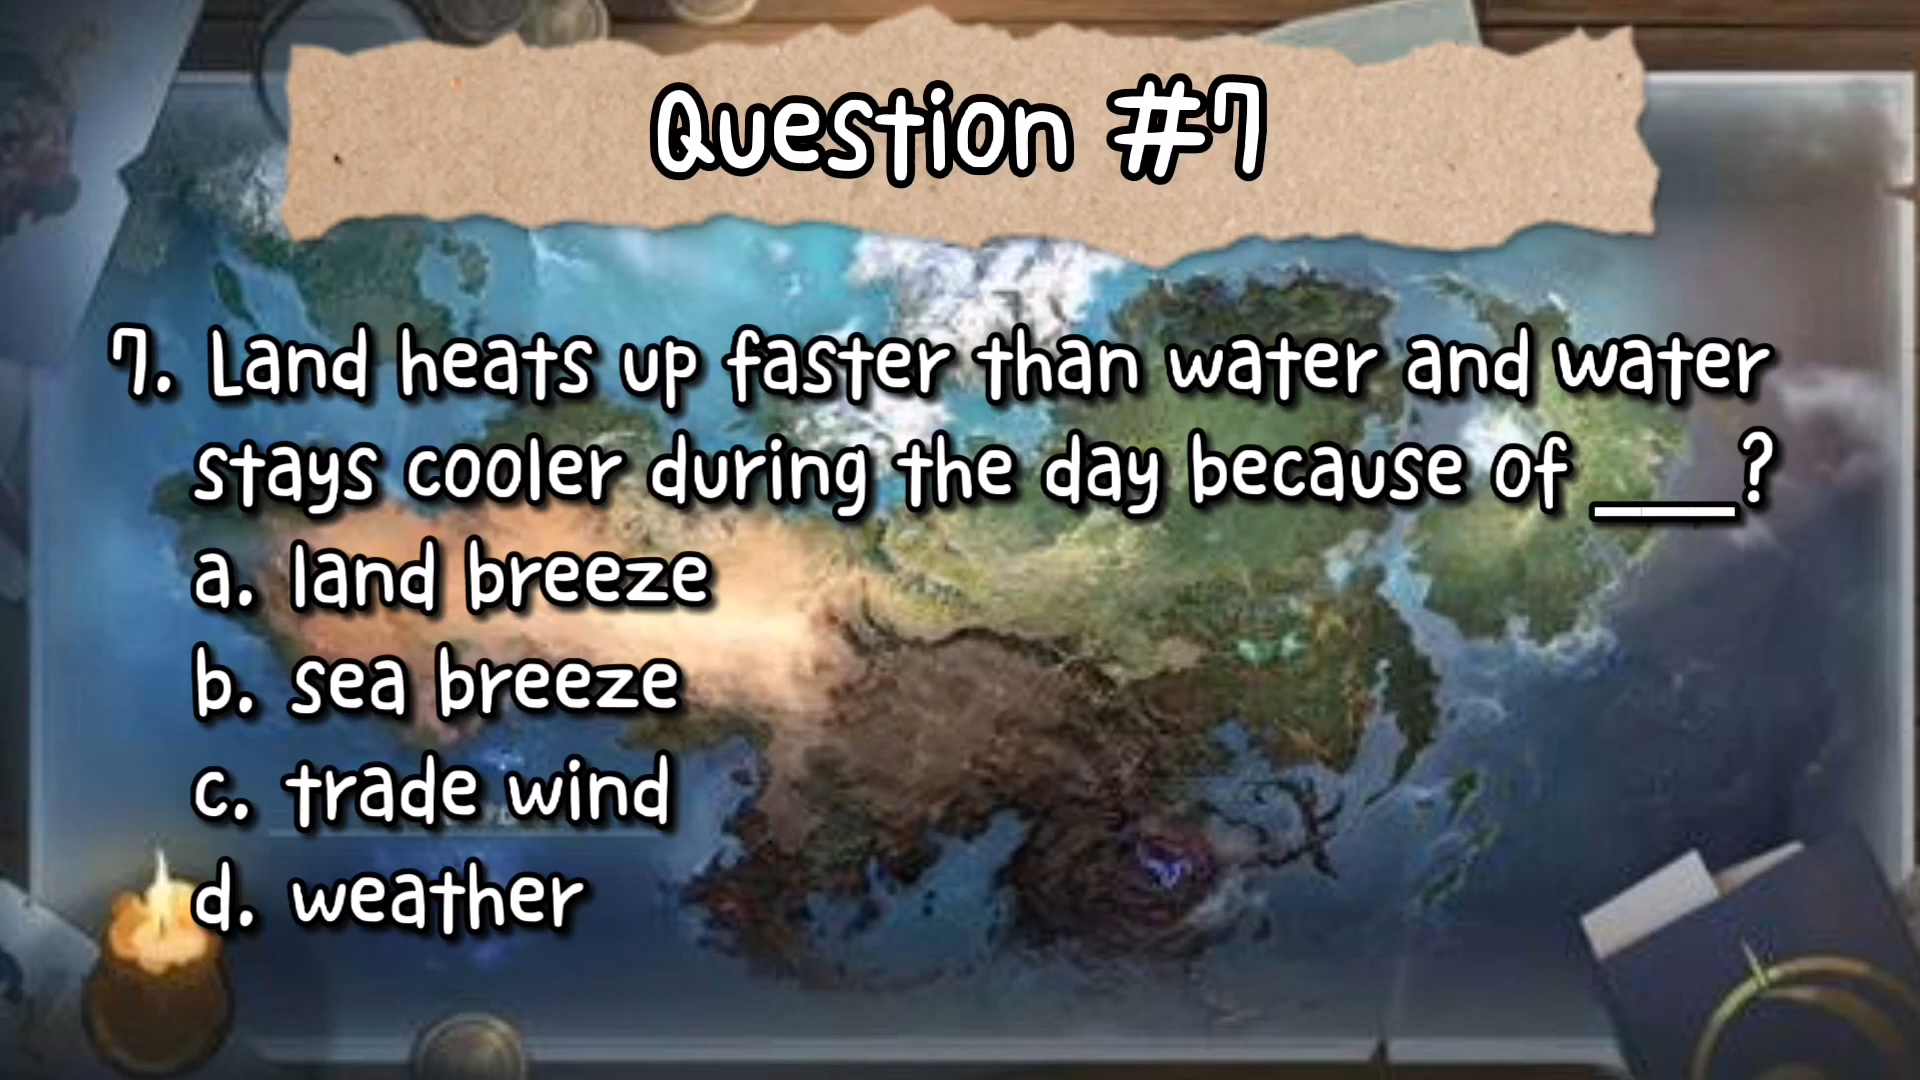 Question #7
7. Land heats up faster than water and water
stays cooler during the day because of ___?
a. land breeze
b. sea breeze
c. trade wind
d. weather